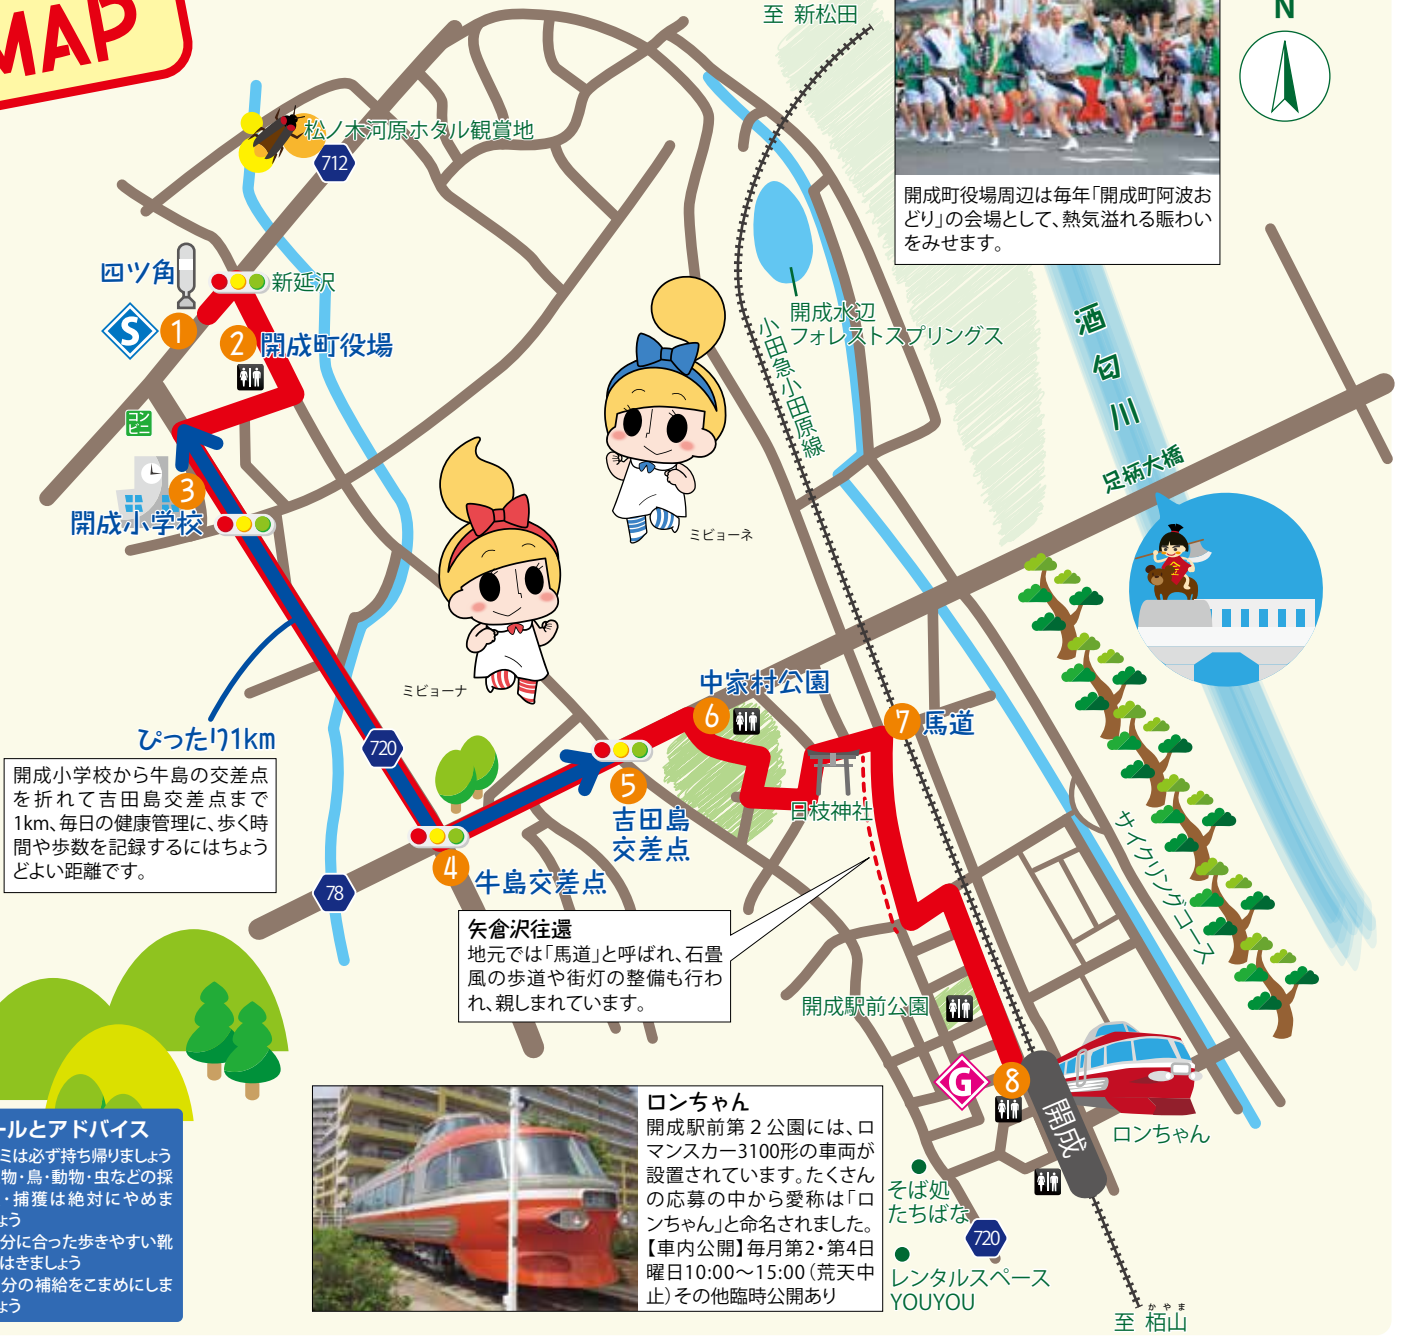 MAP
至 新松田
N
開成町役場周辺は毎年「開成町阿波お
どり」の会場として、熱気溢れる賑わい
をみせます。
松ノ木河原ホタル観賞地
712
四ツ角
新延沢
S
1
2
開成町役場
コン
ビニ
3
開成小学校
開成水辺
フォレストスプリングス
小田急小田原線
酒匂川
足柄大橋
金
ミビョーネ
ミビョーナ
ぴったり1km
開成小学校から牛島の交差点
を折れて吉田島交差点まで
1km、毎日の健康管理に、歩く時
間や歩数を記録するにはちょう
どよい距離です。
720
中家村公園
6
7
馬道
5
吉田島
交差点
日枝神社
4
牛島交差点
78
サイクリングコース
矢倉沢往還
地元では「馬道」と呼ばれ、石畳
風の歩道や街灯の整備も行わ
れ、親しまれています。
開成駅前公園
G
8
開成
ロンちゃん
ロンちゃん
開成駅前第2公園には、ロ
マンスカー3100形の車両が
設置されています。たくさん
の応募の中から愛称は「ロ
ンちゃん」と命名されました。
【車内公開】毎月第2・第4日
曜日10:00〜15:00（荒天中
止）その他臨時公開あり
そば処
たちばな
720
レンタルスペース
YOUYOU
かやま
至 栢山
ールとアドバイス
ミは必ず持ち帰りましょう
物・鳥・動物・虫などの採
・捕獲は絶対にやめま
ょう
分に合った歩きやすい靴
はきましょう
分の補給をこまめにしま
ょう